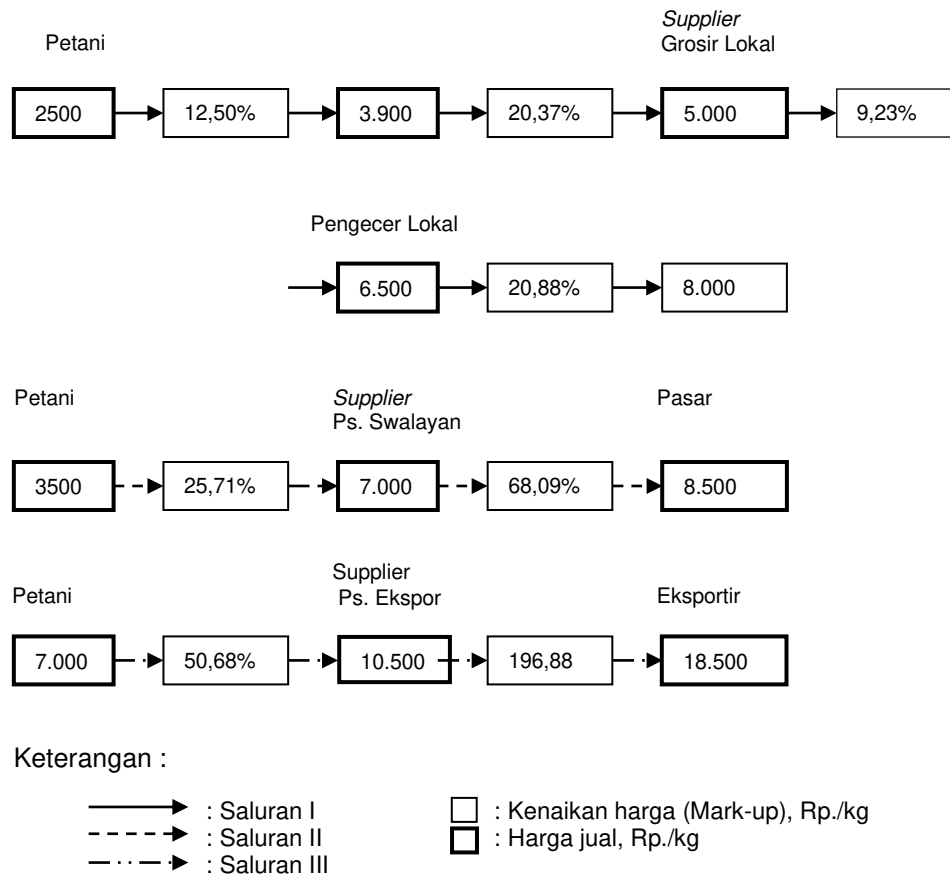 Petani
Supplier
Grosir Lokal
2500 12,50% 3.900 20,37% 5.000 9,23%
Pengecer Lokal
6.500 20,88% 8.000
Petani Supplier Pasar
Ps. Swalayan
3500 25,71% 7.000 68,09% 8.500
Petani Supplier Eksportir
Ps. Ekspor
7.000 50,68% 10.500 196,88 18.500
Keterangan :
: Saluran I : Kenaikan harga (Mark-up), Rp./kg
: Saluran II : Harga jual, Rp./kg
: Saluran III